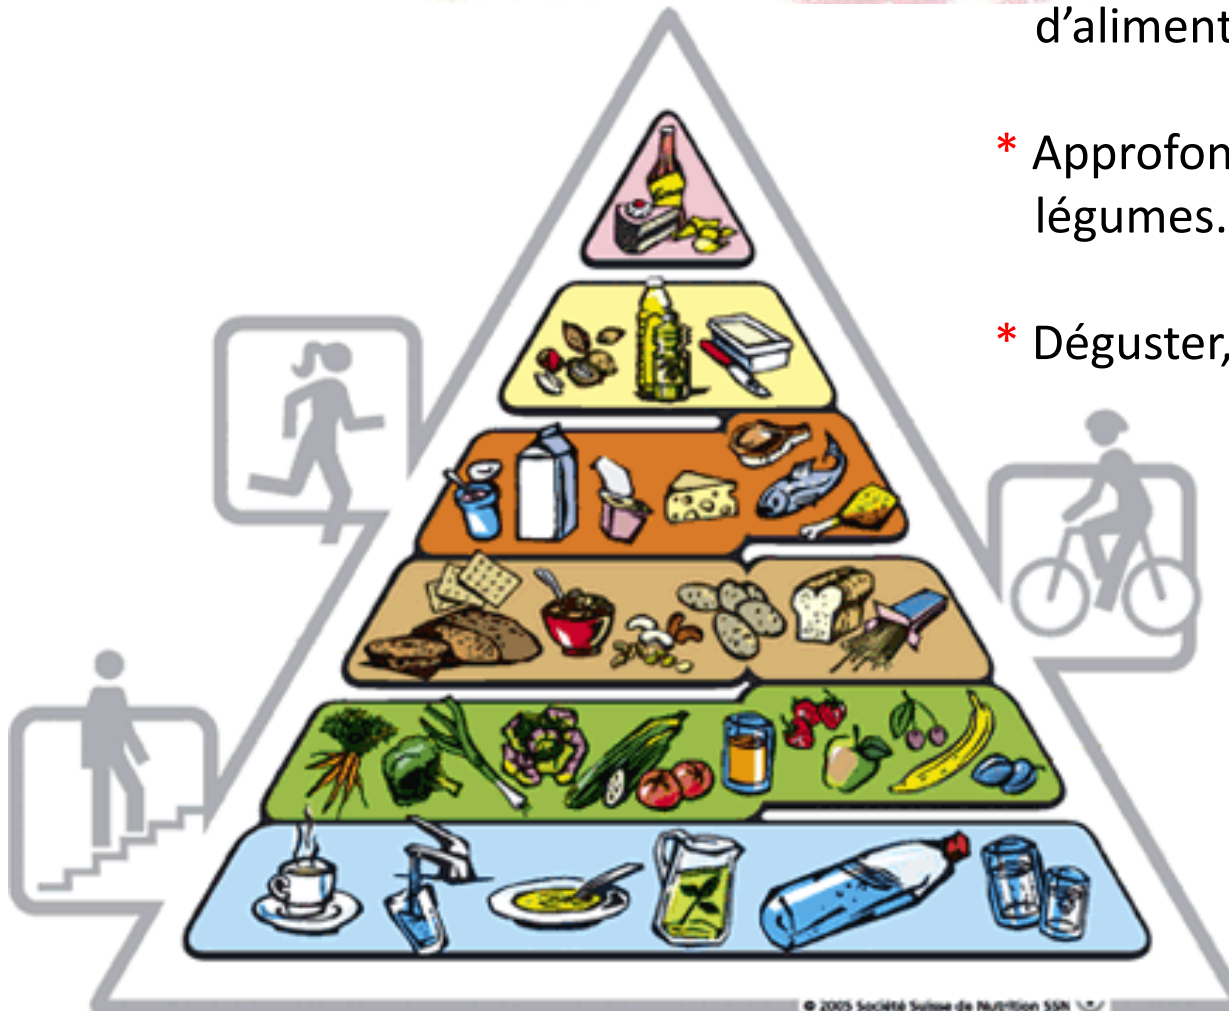 d’aliment
* Approfon
légumes.
* Déguster,
© 2005 Société Suisse de Nutrition SSN